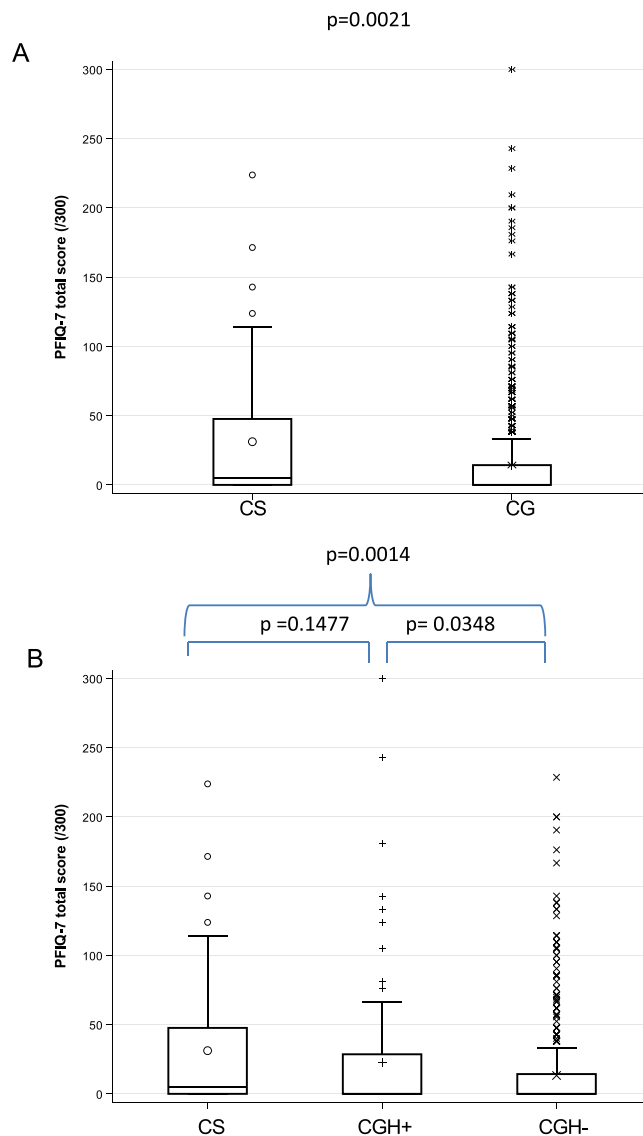 p=0.0021
A
PFIQ-7 total score (/300)
300
250
200
150
100
50
0
CS CG
p=0.0014
p =0.1477 p= 0.0348
B
PFIQ-7 total score (/300)
300
250
200
150
100
50
0
CS CGH+ CGH-